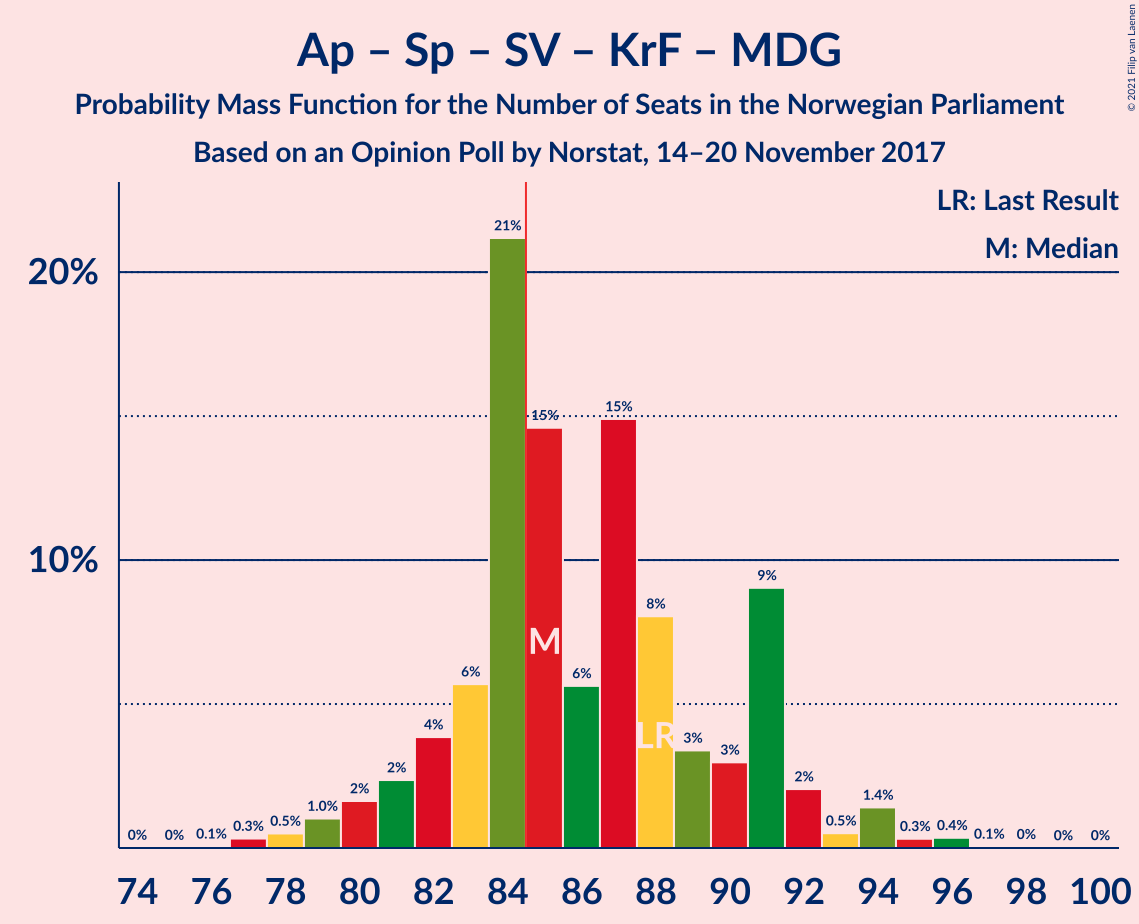 Ap – Sp – SV – KrF – MDG
Probability Mass Function for the Number of Seats in the Norwegian Parliament
Based on an Opinion Poll by Norstat, 14–20 November 2017
© 2021 Filip van Laenen
LR: Last Result
M: Median
20%
10%
0% 0% 0.1% 0.3% 0.5% 1.0% 2% 2% 4% 6% 21% 15% 6% 15% 8% 3% 3% 9% 2% 0.5% 1.4% 0.3% 0.4% 0.1% 0% 0% 0%
M
LR
74 76 78 80 82 84 86 88 90 92 94 96 98 100